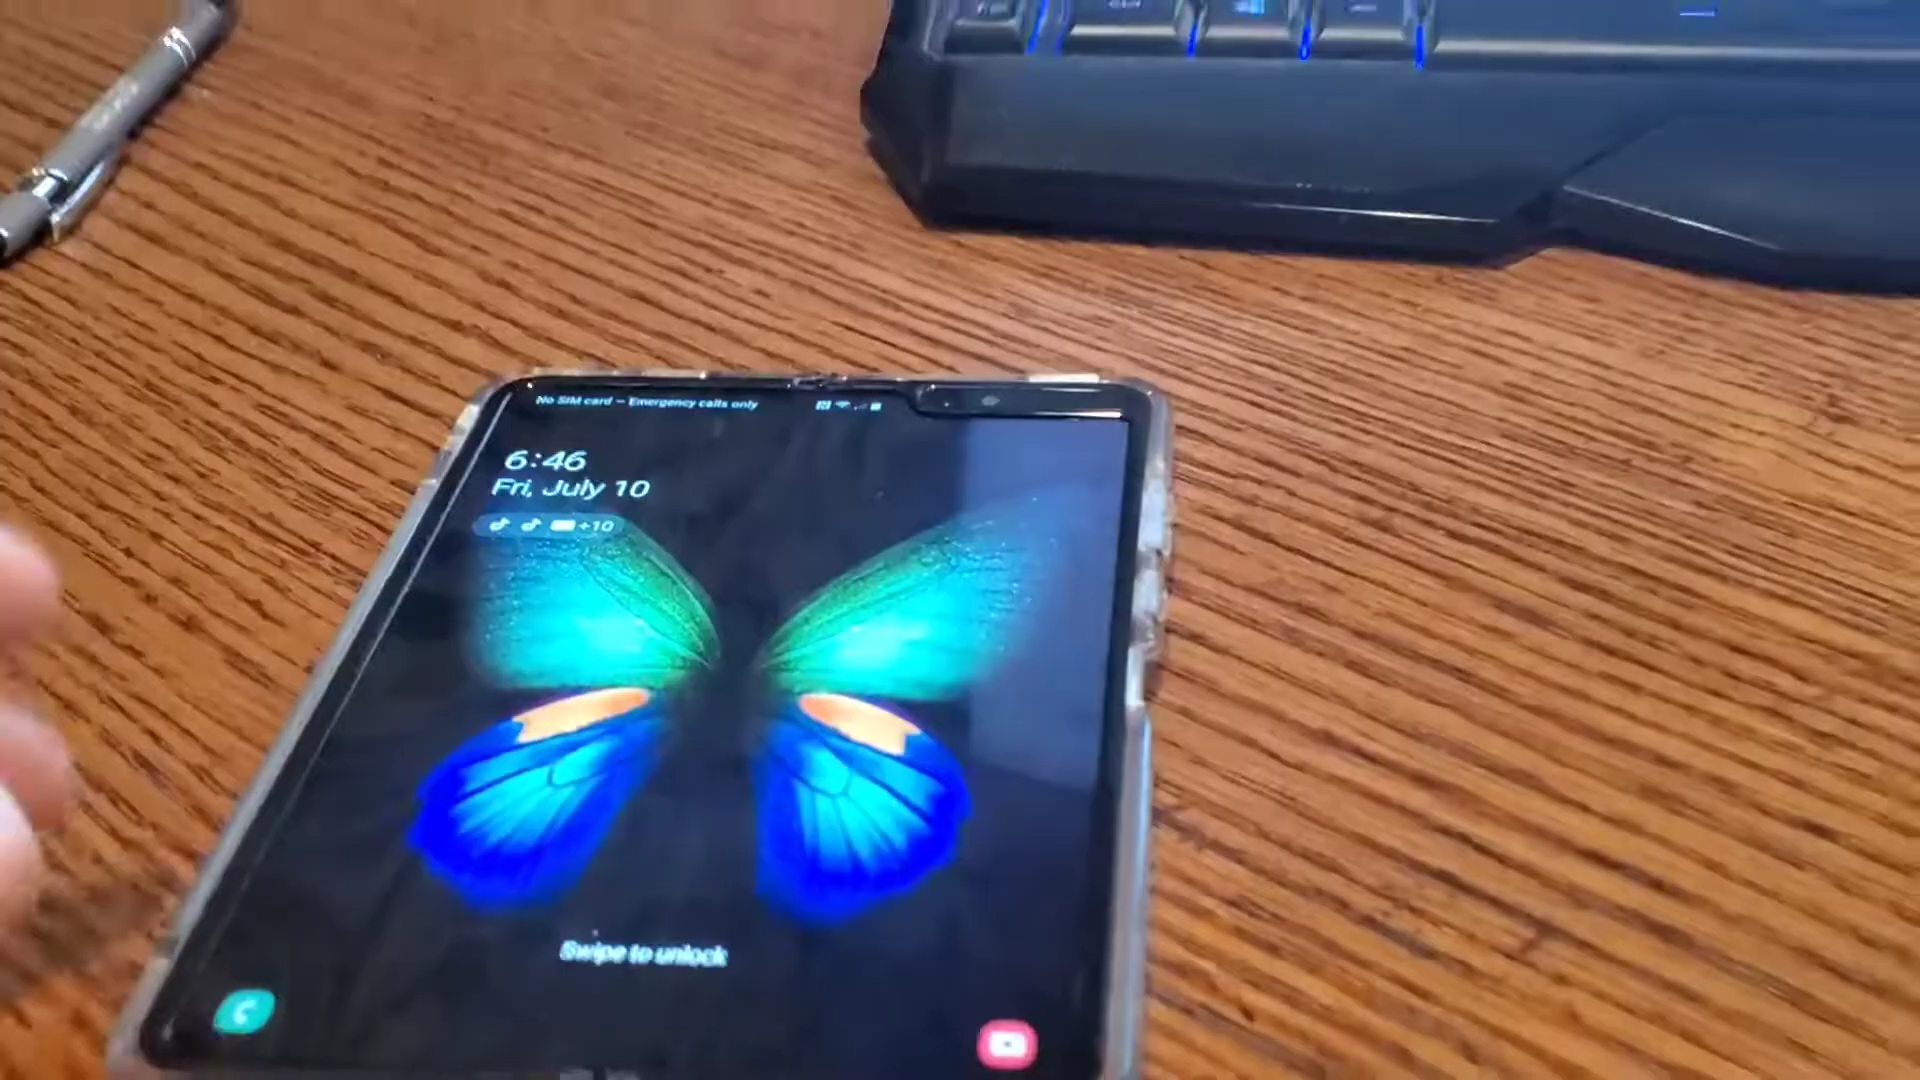 No SIM card – Emergency calls only
6:46
Fri, July 10
+10
Swipe to unlock